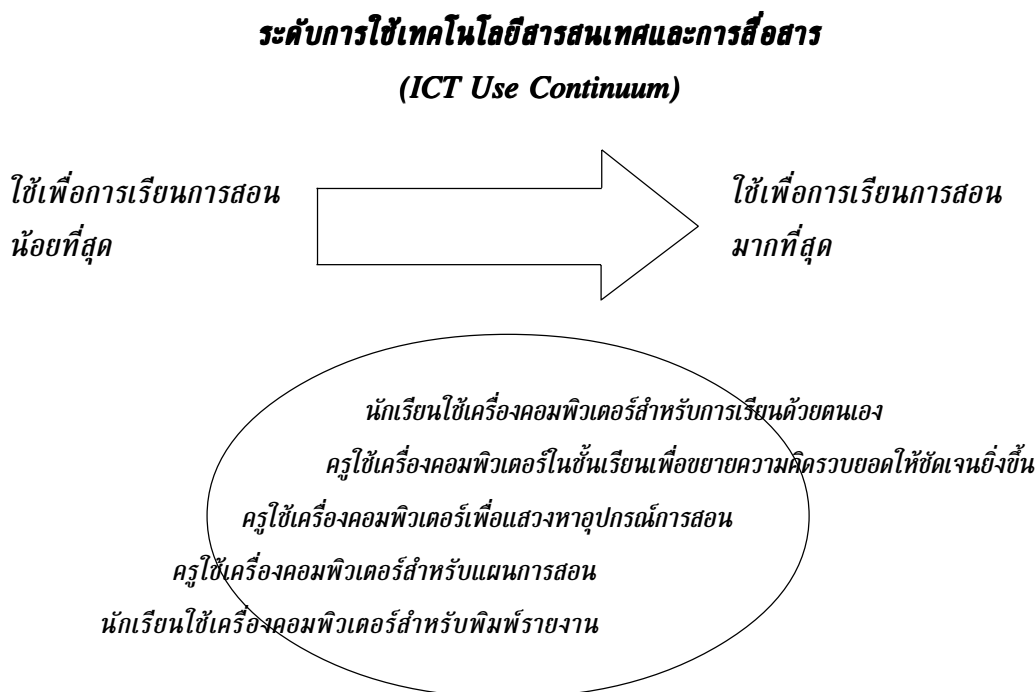 ระดับการใช้เทคโนโลยีสารสนเทศและการสื่อสาร
(ICT Use Continuum)
ใช้เพื่อการเรียนการสอน
น้อยที่สุด
ใช้เพื่อการเรียนการสอน
มากที่สุด
นักเรียนใช้เครื่องคอมพิวเตอร์สำหรับการเรียนด้วยตนเอง
ครูใช้เครื่องคอมพิวเตอร์ในชั้นเรียนเพื่อขยายความคิดรวบยอดให้ชัดเจนยิ่งขึ้น
ครูใช้เครื่องคอมพิวเตอร์เพื่อแสวงหาอุปกรณ์การสอน
ครูใช้เครื่องคอมพิวเตอร์สำหรับแผนการสอน
นักเรียนใช้เครื่องคอมพิวเตอร์สำหรับพิมพ์รายงาน